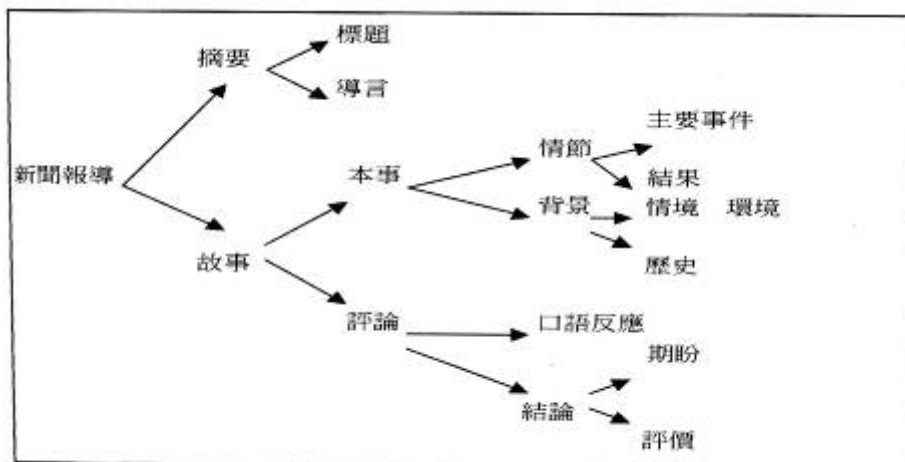 標題
摘要
導言
主要事件
情節
新聞報導
本事
結果
背景
情境 環境
故事
歷史
評論
口語反應
期盼
結論
評價